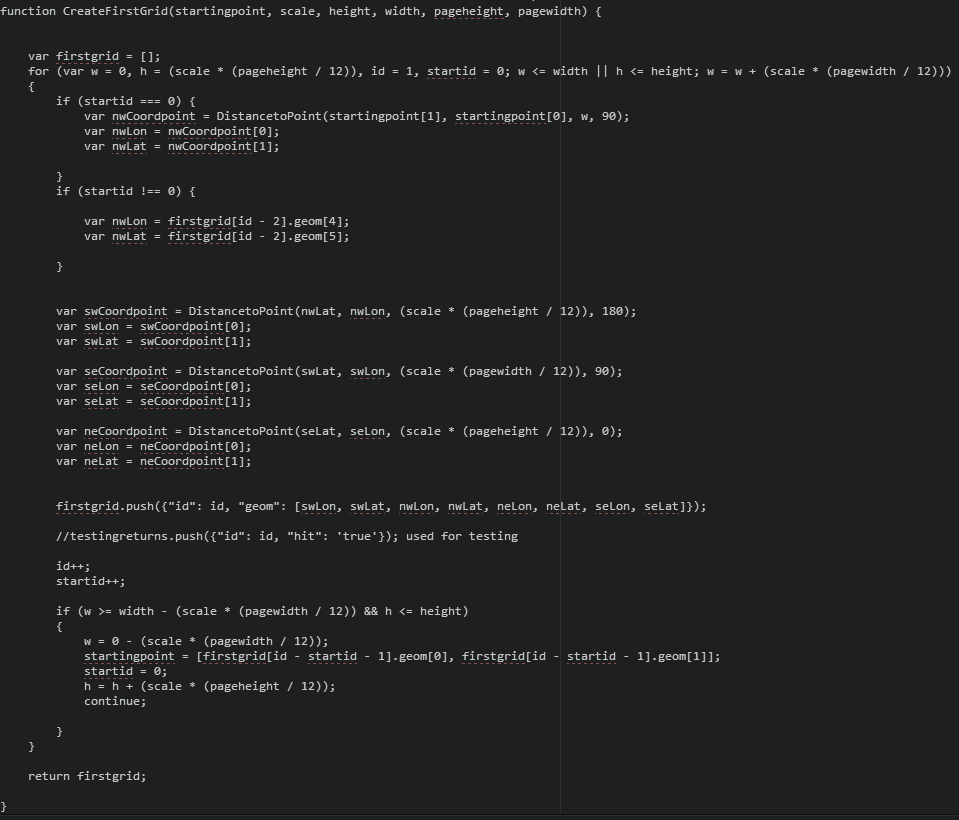 function CreateFirstGrid(startingpoint, scale, height, width, pageheight, pagewidth) {
var firstgrid = [];
for (var w = 0, h = (scale * (pageheight / 12)), id = 1, startid = 0; w <= width || h <= height; w = w + (scale * (pagewidth / 12)))
{
if (startid === 0) {
var nwCoordpoint = DistancetoPoint(startingpoint[1], startingpoint[0], w, 90);
var nwLon = nwCoordpoint[0];
var nwLat = nwCoordpoint[1];
}
if (startid !== 0) {
var nwLon = firstgrid[id - 2].geom[4];
var nwLat = firstgrid[id - 2].geom[5];
}
var swCoordpoint = DistancetoPoint(nwLat, nwLon, (scale * (pageheight / 12)), 180);
var swLon = swCoordpoint[0];
var swLat = swCoordpoint[1];
var seCoordpoint = DistancetoPoint(swLat, swLon, (scale * (pagewidth / 12)), 90);
var seLon = seCoordpoint[0];
var seLat = seCoordpoint[1];
var neCoordpoint = DistancetoPoint(seLat, seLon, (scale * (pageheight / 12)), 0);
var neLon = neCoordpoint[0];
var neLat = neCoordpoint[1];
firstgrid.push({"id": id, "geom": [swLon, swLat, nwLon, nwLat, neLon, neLat, seLon, seLat]});
//testingreturns.push({"id": id, "hit": 'true'}); used for testing
id++;
startid++;
if (w >= width - (scale * (pagewidth / 12)) && h <= height)
{
w = 0 - (scale * (pagewidth / 12));
startingpoint = [firstgrid[id - startid - 1].geom[0], firstgrid[id - startid - 1].geom[1]];
startid = 0;
h = h + (scale * (pageheight / 12));
continue;
}
}
return firstgrid;
}